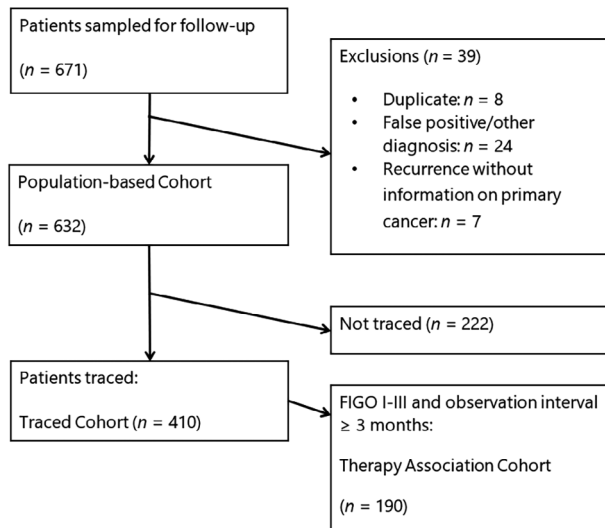 Patients sampled for follow-up
(n = 671)
Exclusions (n = 39)
• Duplicate: n = 8
• False positive/other
diagnosis: n = 24
• Recurrence without
information on primary
cancer: n = 7
Population-based Cohort
(n = 632)
Not traced (n = 222)
Patients traced:
Traced Cohort (n = 410)
FIGO I-III and observation interval
≥ 3 months:
Therapy Association Cohort
(n = 190)